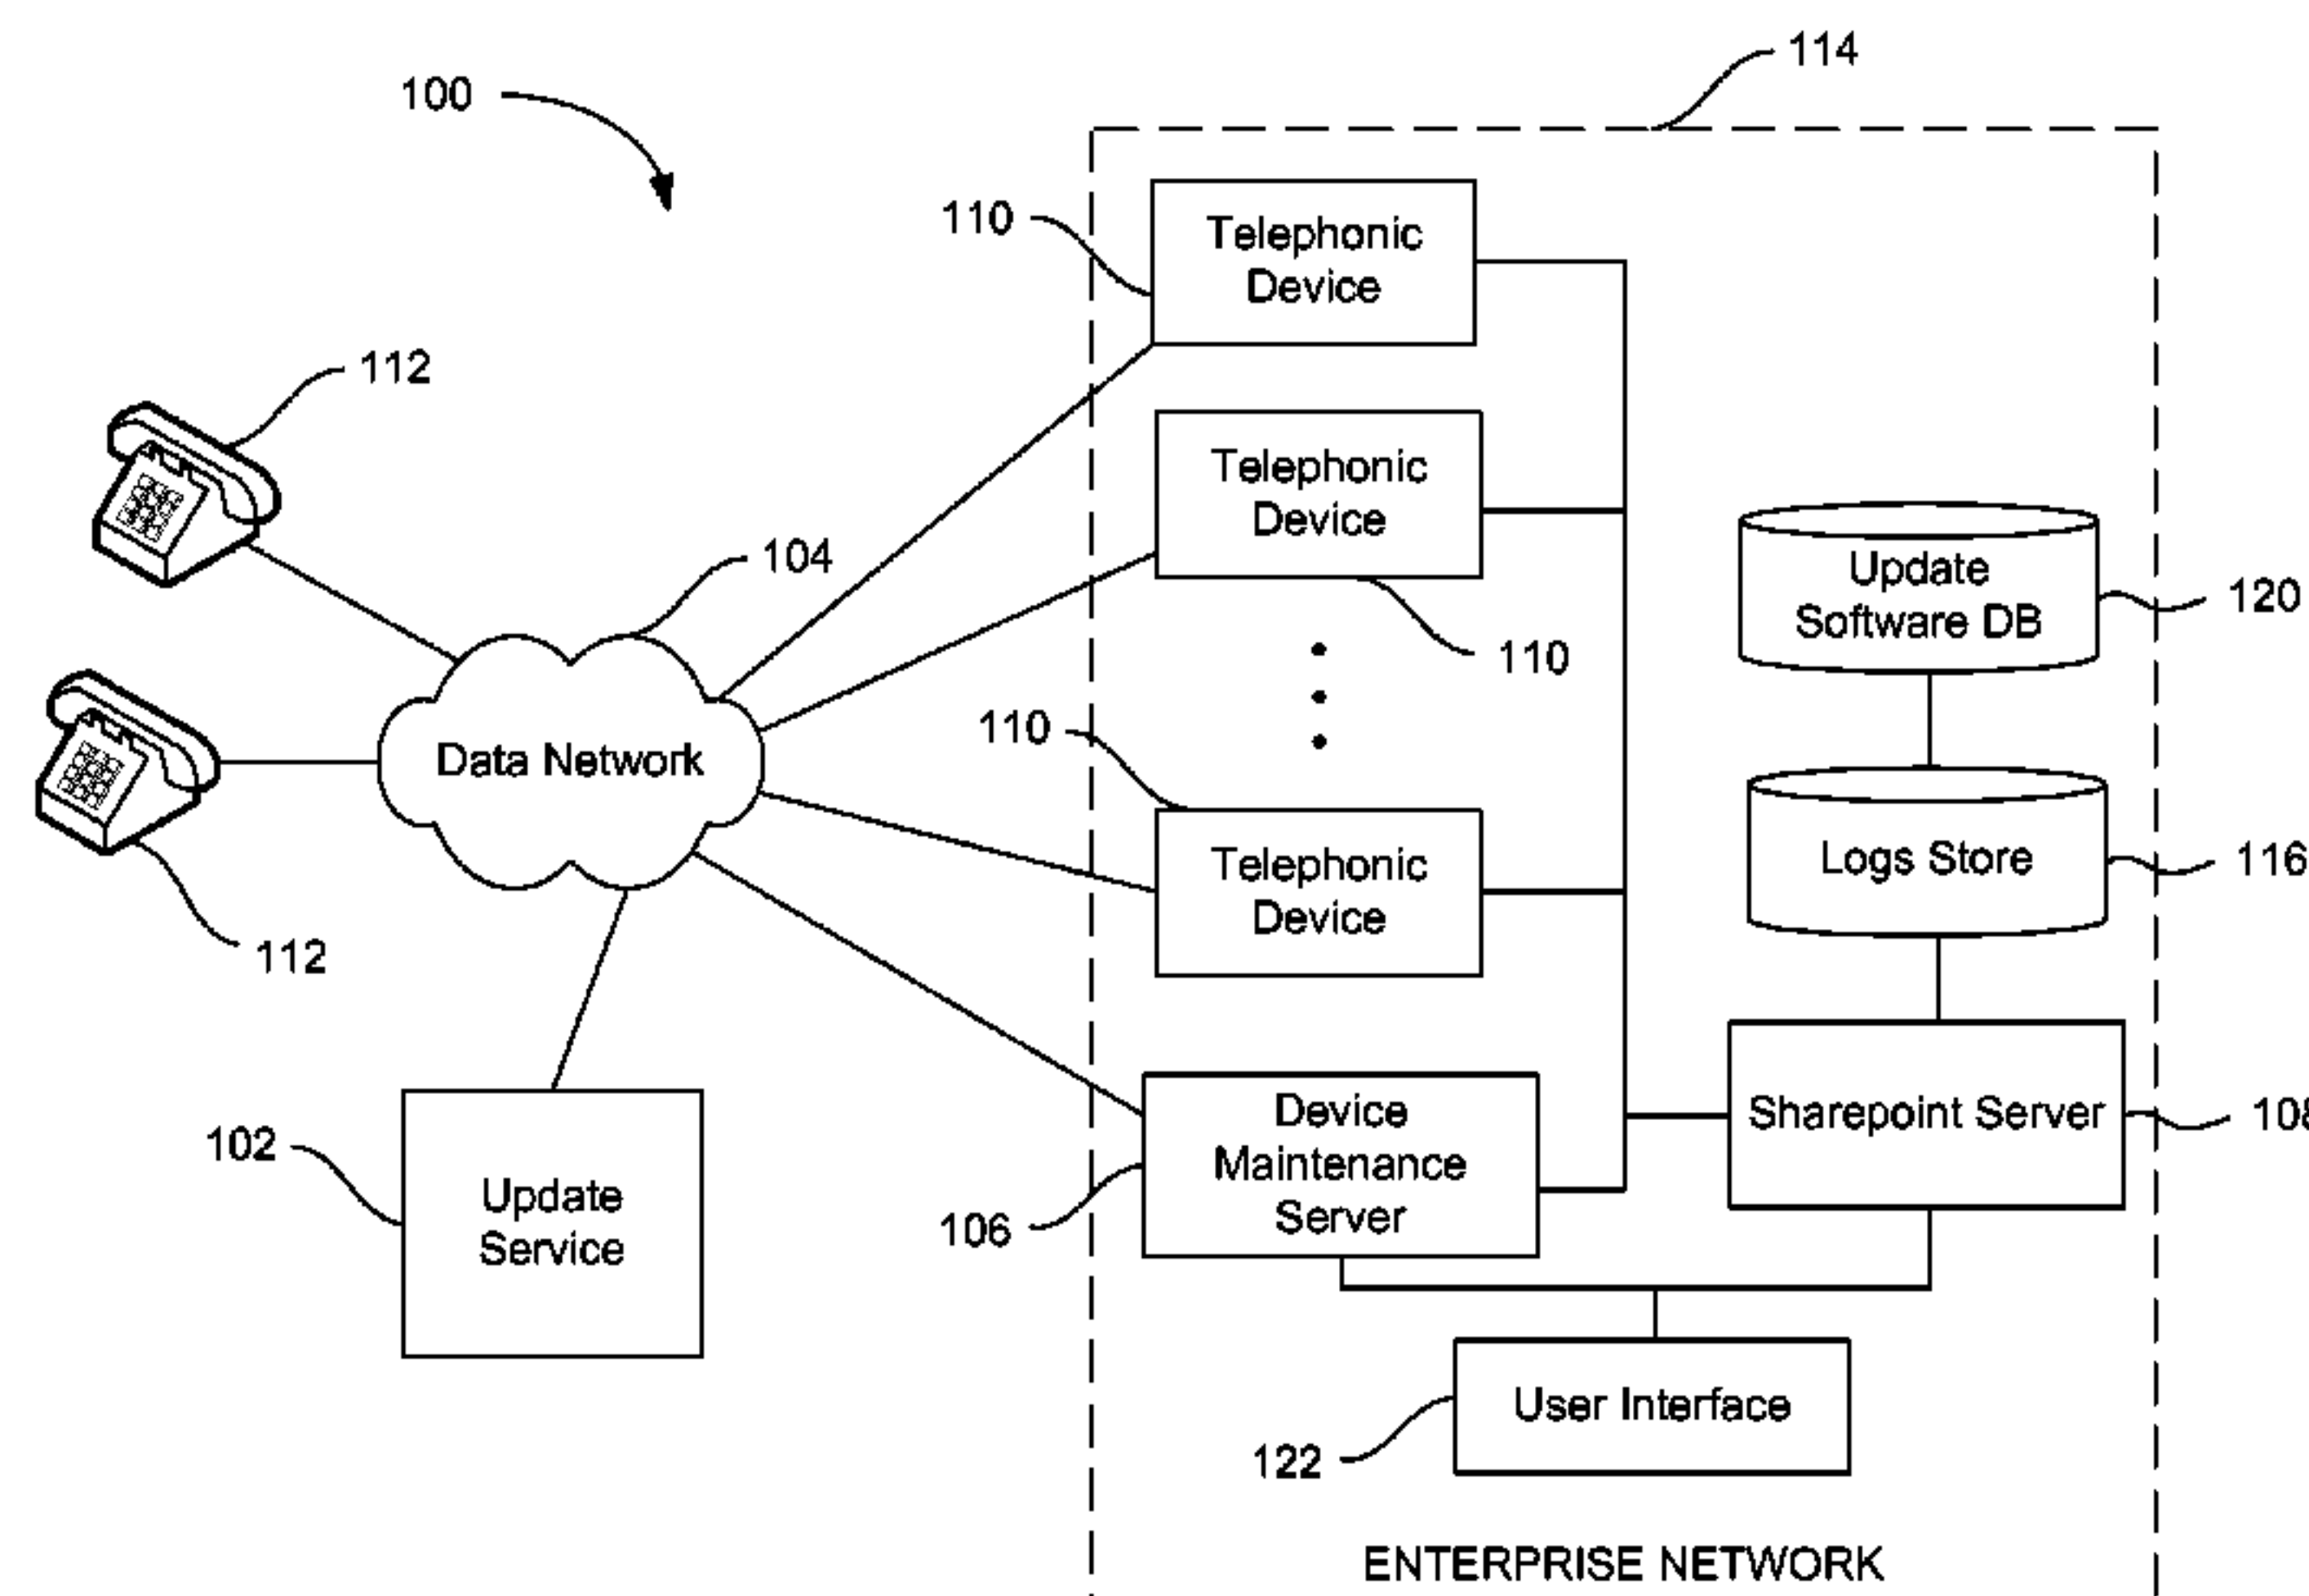 114
100
110
Telephonic
Device
112
Telephonic
Device
104
Update
Software DB
120
110
110
Data Network
Logs Store
116
Telephonic
Device
112
Device
Maintenance
Server
Sharepoint Server
108
102
Update
Service
106
User Interface
122
ENTERPRISE NETWORK